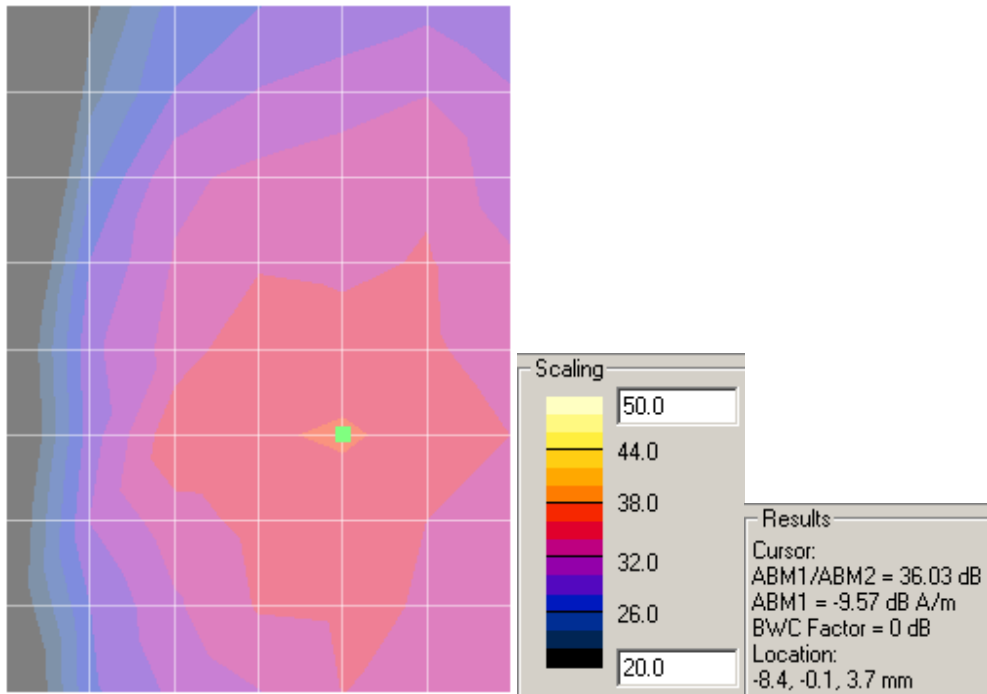 Scaling
50.0
44.0
38.0
32.0
26.0
20.0
Results
Cursor:
ABM1/ABM2 = 36.03 dB
ABM1 = -9.57 dB A/m
BWC Factor = 0 dB
Location:
-8.4, -0.1, 3.7 mm